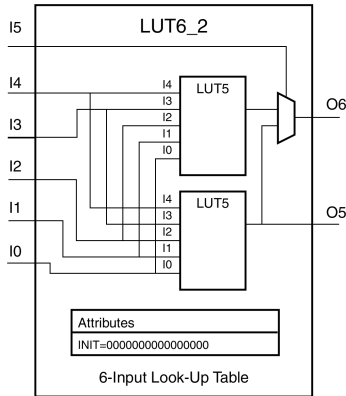 LUT6_2
I5
I4
I3
I2
I1
I0
I4
I3
I2
I1
I0
LUT5
I4
I3
I2
I1
I0
LUT5
O6
O5
Attributes
INIT=0000000000000000
6-Input Look-Up Table